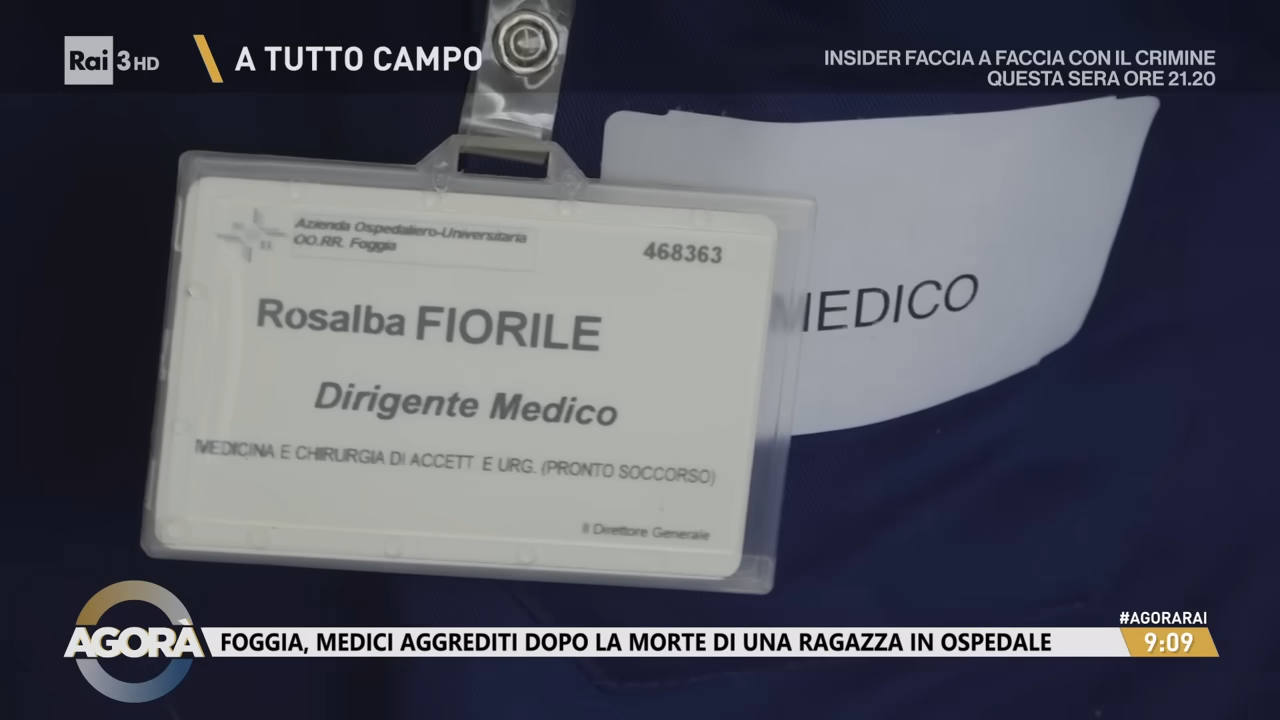 Rai 3 HD
A TUTTO CAMPO
INSIDER FACCIA A FACCIA CON IL CRIMINE
QUESTA SERA ORE 21.20
Azienda Ospedaliero-Universitaria
OO.RR. Foggia
468363
Rosalba FIORILE
Dirigente Medico
MEDICINA E CHIRURGIA DI ACCETT E URG. (PRONTO SOCCORSO)
Il Direttore Generale
MEDICO
#AGORARAI
AGORÀ
FOGGIA, MEDICI AGGREDITI DOPO LA MORTE DI UNA RAGAZZA IN OSPEDALE
9:09